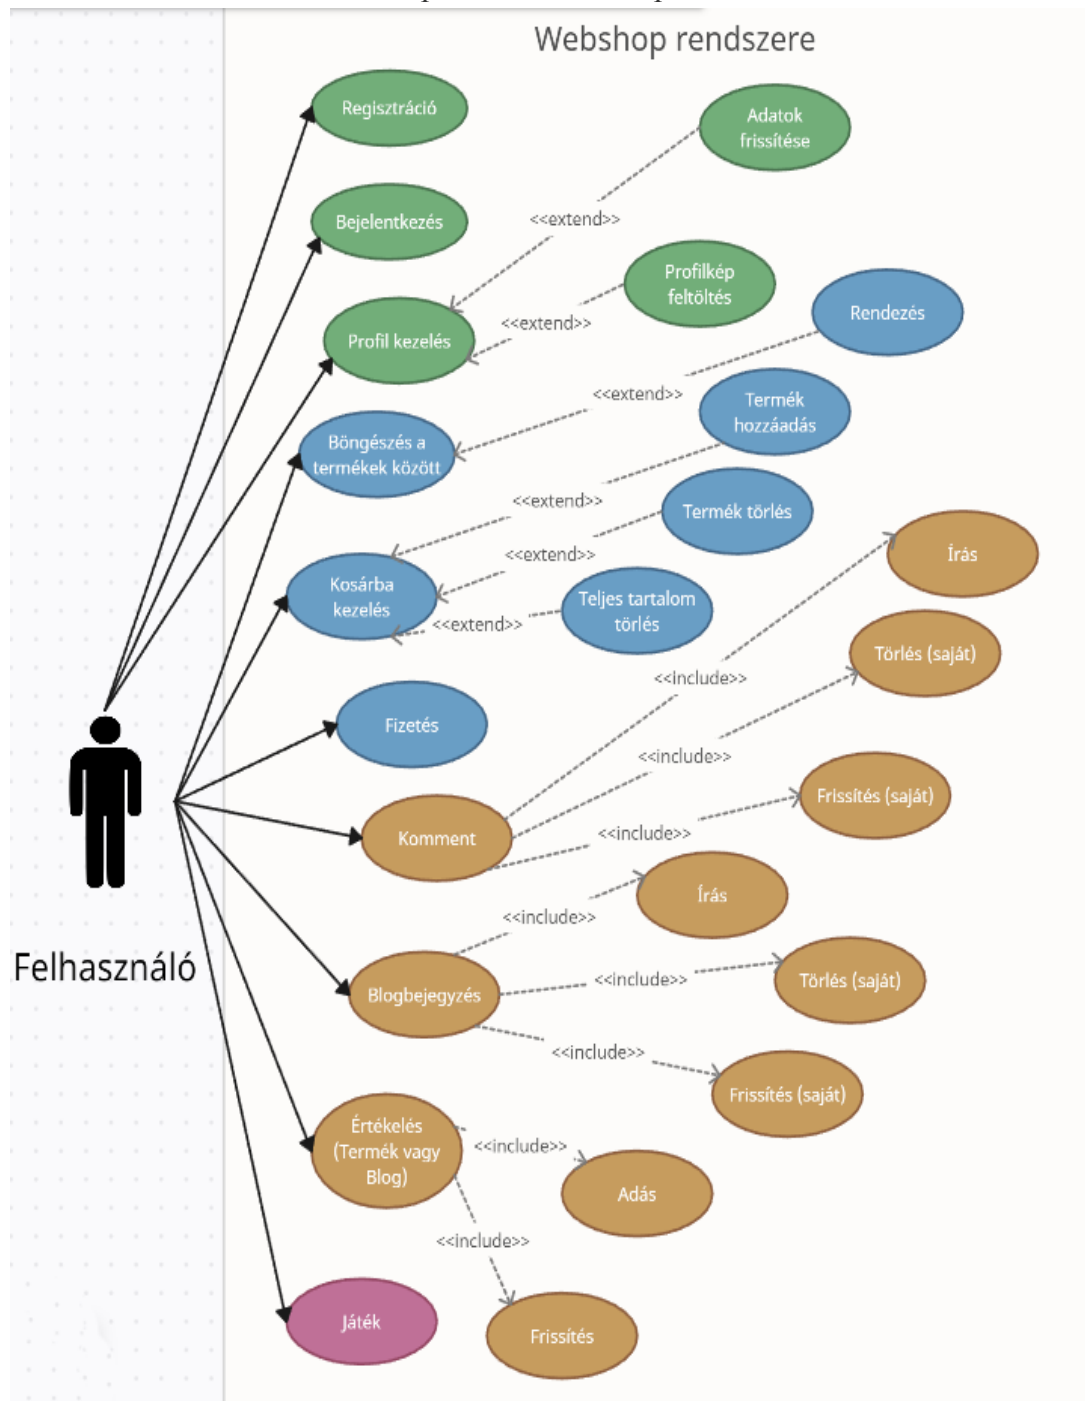 Webshop rendszere
Regisztráció
Adatok
frissítése
Bejelentkezés
<<extend>>
Profilkép
feltöltés
Rendezés
<<extend>>
Profil kezelés
<<extend>>
Termék
hozzáadás
Böngészés a
termékek között
<<extend>>
Termék törlés
<<extend>>
Írás
Kosárba
kezelés
Teljes tartalom
törlés
<<extend>>
Törlés (saját)
<<include>>
Fizetés
<<include>>
Frissítés (saját)
<<include>>
Komment
Írás
<<include>>
Felhasználó
<<include>>
Törlés (saját)
Blogbejegyzés
<<include>>
Frissítés (saját)
Értékelés
(Termék vagy
Blog)
<<include>>
Adás
<<include>>
Játék
Frissítés